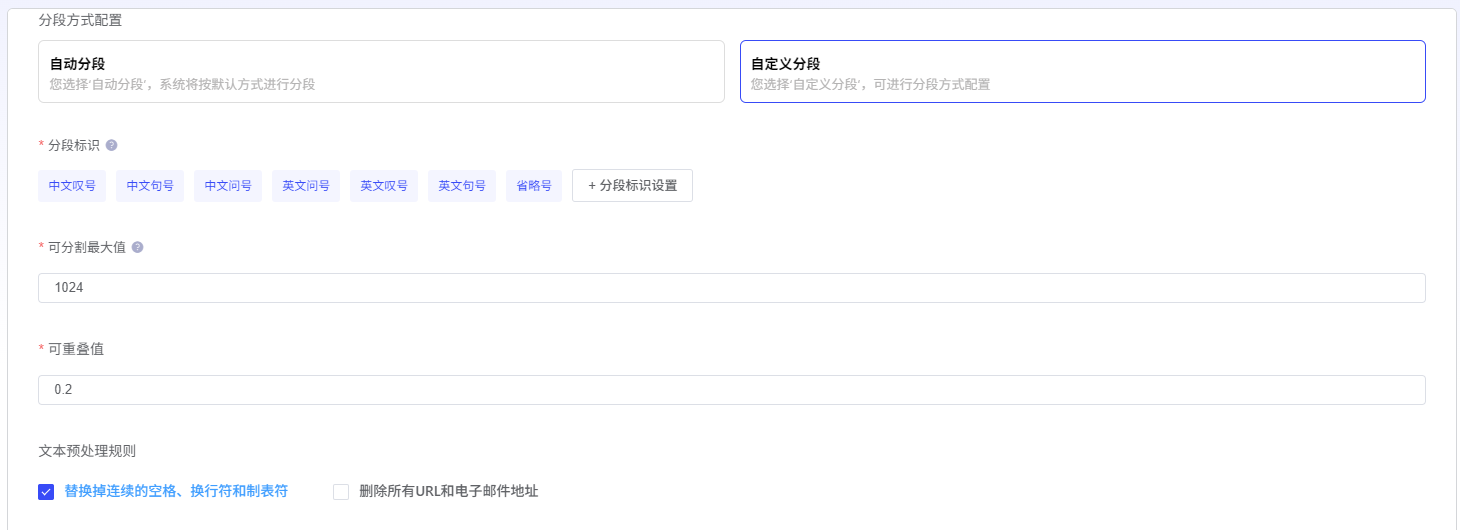 分段方式配置
自动分段
您选择'自动分段'，系统将按默认方式进行分段
自定义分段
您选择'自定义分段'，可进行分段方式配置
* 分段标识 ?
中文叹号 中文句号 中文问号 英文问号 英文叹号 英文句号 省略号 + 分段标识设置
* 可分割最大值 ?
1024
* 可重叠值
0.2
文本预处理规则
替换掉连续的空格、换行符和制表符 删除所有URL和电子邮件地址